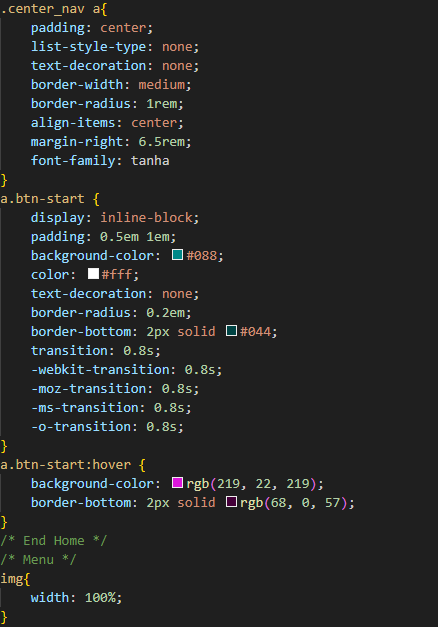 .center_nav a{
    padding: center;
    list-style-type: none;
    text-decoration: none;
    border-width: medium;
    border-radius: 1rem;
    align-items: center;
    margin-right: 6.5rem;
    font-family: tanha
}
a.btn-start {
    display: inline-block;
    padding: 0.5em 1em;
    background-color: #088;
    color: #fff;
    text-decoration: none;
    border-radius: 0.2em;
    border-bottom: 2px solid #044;
    transition: 0.8s;
    -webkit-transition: 0.8s;
    -moz-transition: 0.8s;
    -ms-transition: 0.8s;
    -o-transition: 0.8s;
}
a.btn-start:hover {
    background-color: rgb(219, 22, 219);
    border-bottom: 2px solid rgb(68, 0, 57);
}
/* End Home */
/* Menu */
img{
    width: 100%;
}